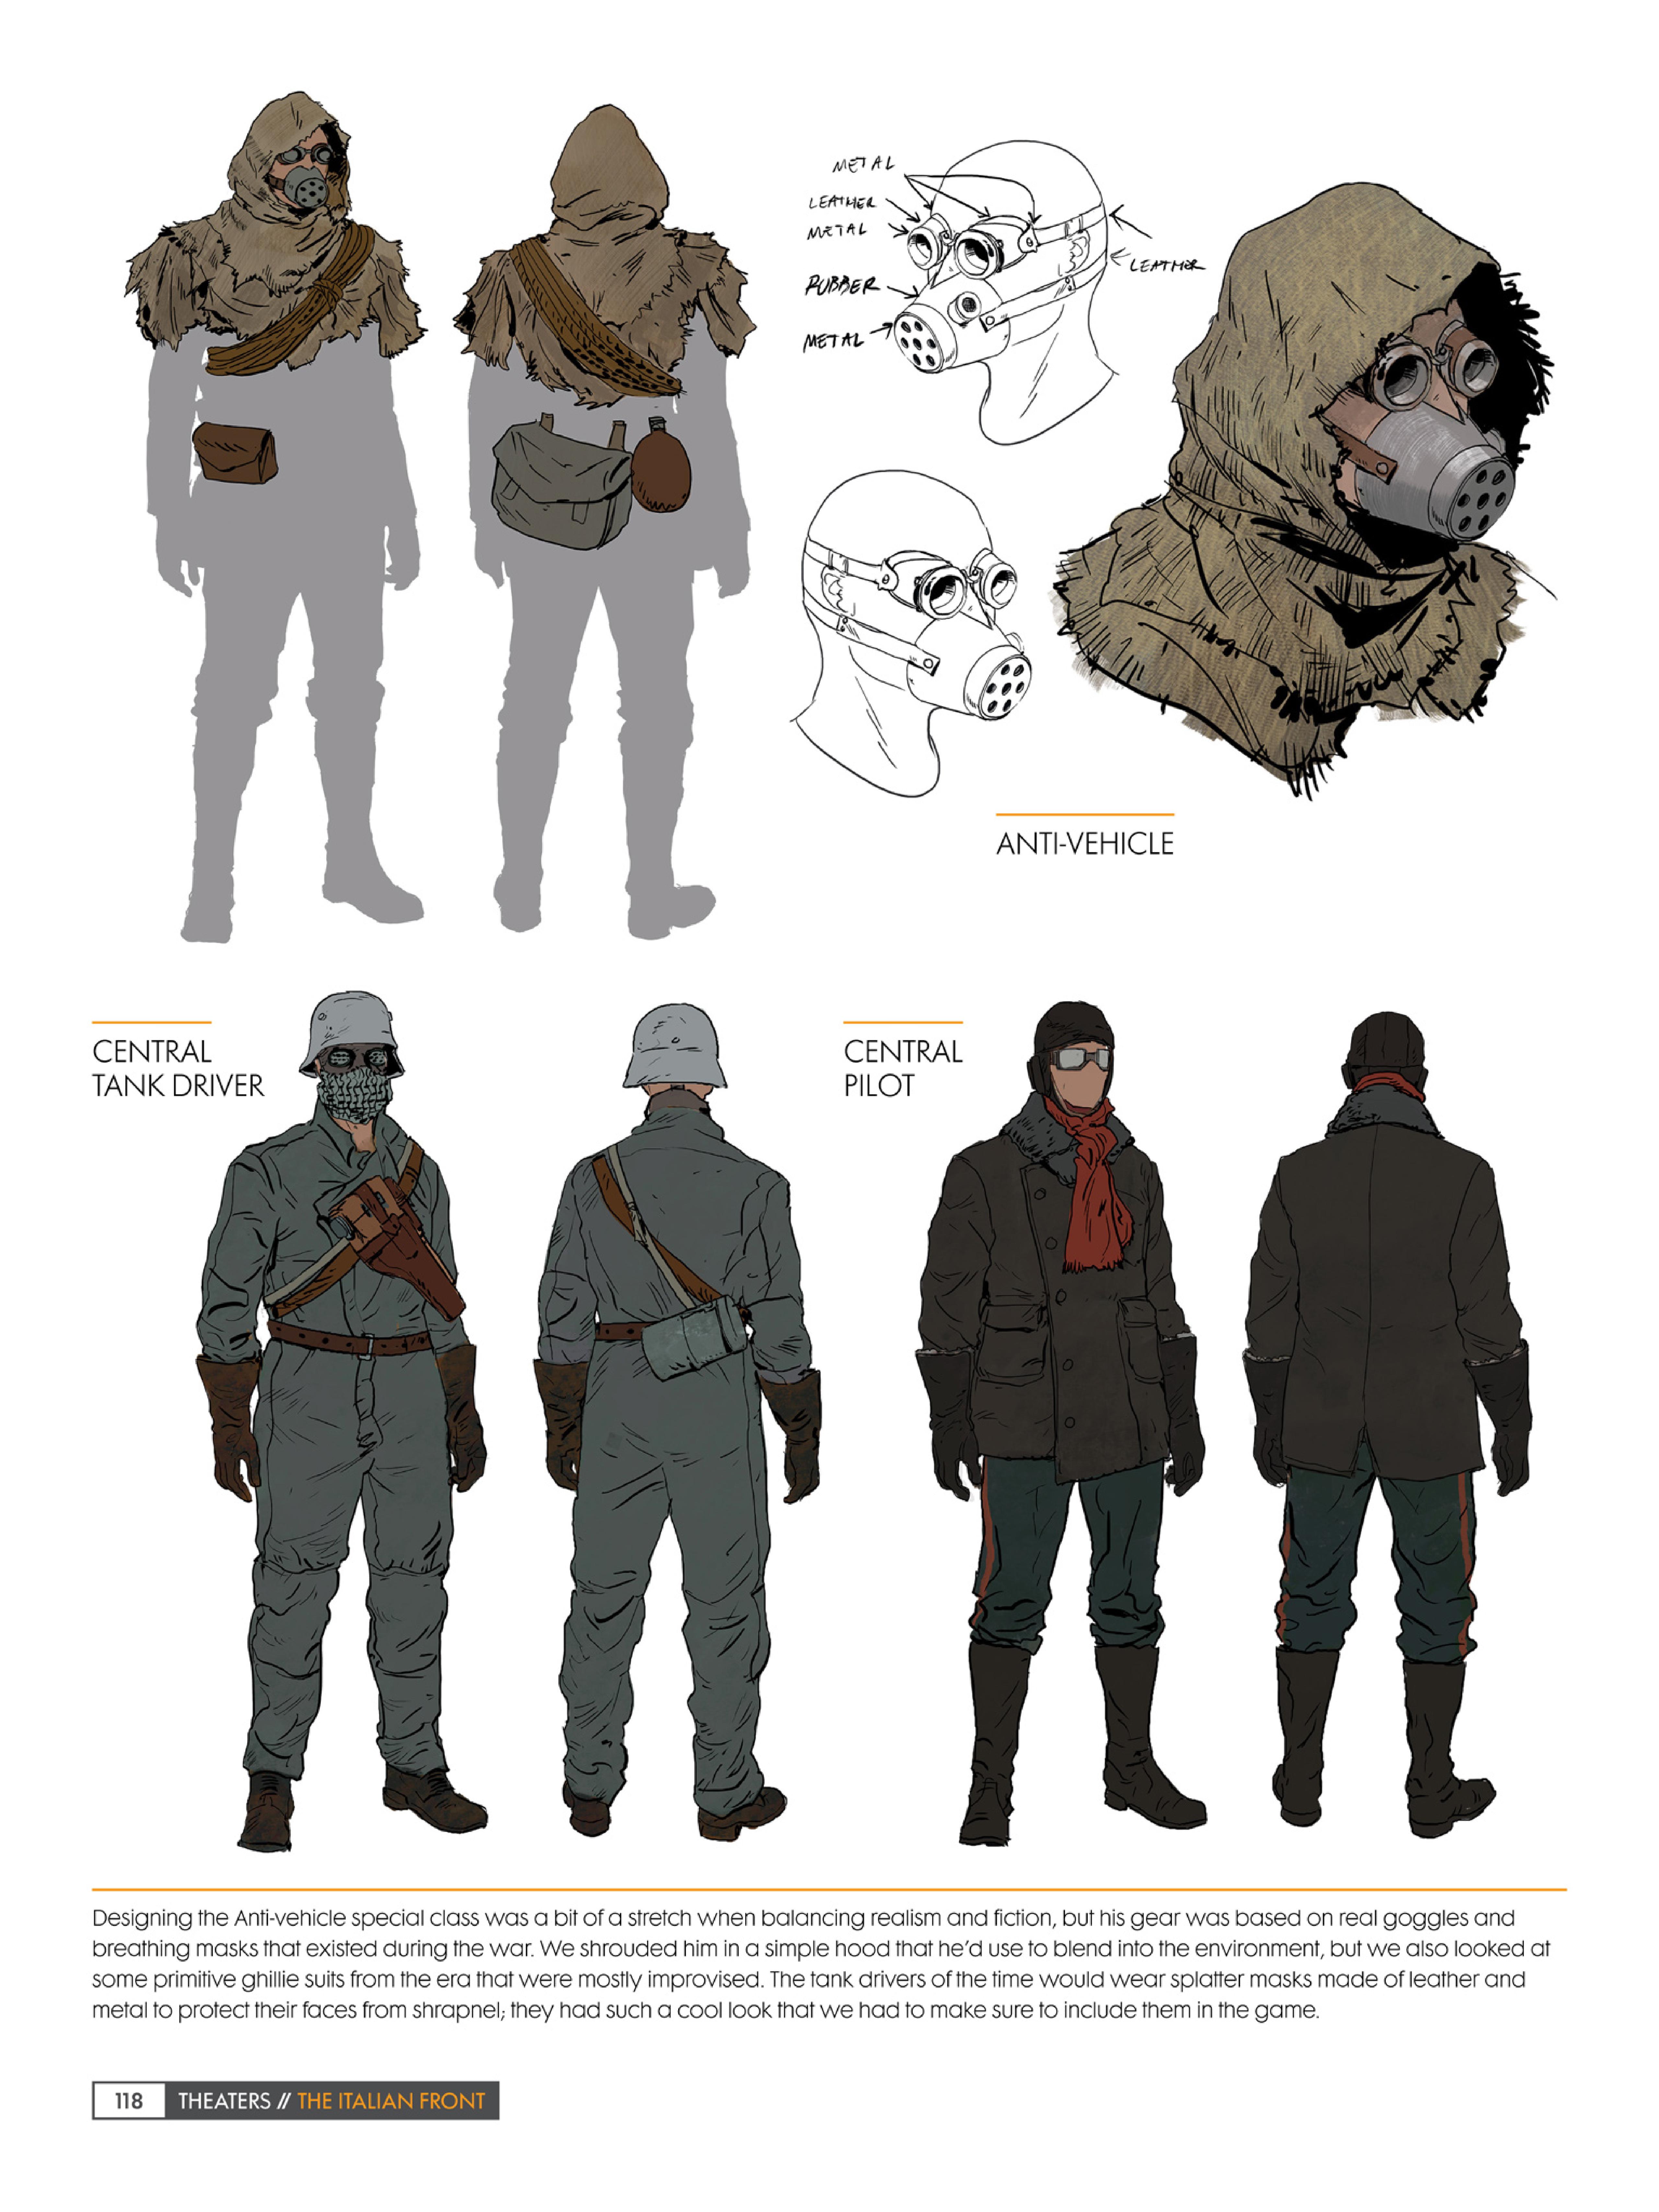 METAL
LEATHER
METAL
RUBBER
METAL
LEATHER
ANTI-VEHICLE
CENTRAL
TANK DRIVER
CENTRAL
PILOT
Designing the Anti-vehicle special class was a bit of a stretch when balancing realism and fiction, but his gear was based on real goggles and
breathing masks that existed during the war. We shrouded him in a simple hood that he’d use to blend into the environment, but we also looked at
some primitive ghillie suits from the era that were mostly improvised. The tank drivers of the time would wear splatter masks made of leather and
metal to protect their faces from shrapnel; they had such a cool look that we had to make sure to include them in the game.
118 THEATERS // THE ITALIAN FRONT